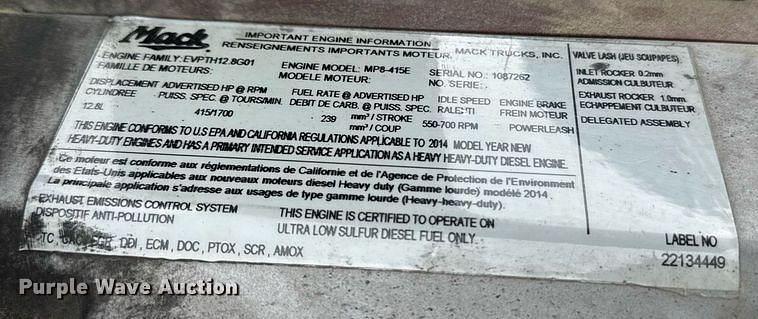 Mack
IMPORTANT ENGINE INFORMATION
RENSEIGNEMENTS IMPORTANTS MOTEUR. MACK TRUCKS, INC.
ENGINE FAMILY: EVPTH12.8G01 ENGINE MODEL: MP8-415E SERIAL NO.: 1087262
FAMILLE DE MOTEURS: MODELE MOTEUR: NO. SERIE.:
DISPLACEMENT ADVERTISED HP @ RPM FUEL RATE @ ADVERTISED HP IDLE SPEED ENGINE BRAKE
CYLINDREE PUISS. SPEC @ TOURS/MIN. DEBIT DE CARB. @ PUISS. SPEC. RALETI FREIN MOTEUR
12.8L 415/1700 239 mm³ / STROKE 550-700 RPM POWERLEASH
mm³ / COUP
THIS ENGINE CONFORMS TO U.S EPA AND CALIFORNIA REGULATIONS APPLICABLE TO 2014 MODEL YEAR NEW
HEAVY-DUTY ENGINES AND HAS A PRIMARY INTENDED SERVICE APPLICATION AS A HEAVY HEAVY-DUTY DIESEL ENGINE.
Ce moteur est conforme aux réglementations de Californie et de l'Agence de Protection de l'Environment
des Etats-Unis applicables aux nouveaux moteurs diesel Heavy duty (Gamme lourde) modélé 2014.
La principale application s'adresse aux usages de type gamme lourde (Heavy-heavy-duty).
EXHAUST EMISSIONS CONTROL SYSTEM THIS ENGINE IS CERTIFIED TO OPERATE ON
DISPOSITIF ANTI-POLLUTION ULTRA LOW SULFUR DIESEL FUEL ONLY.
TC, CAC, EGR, DDI, ECM, DOC, PTOX, SCR, AMOX
VALVE LASH (JEU SOUPAPES)
INLET ROCKER 0.2mm
ADMISSION CULBUTEUR
EXHAUST ROCKER 1.0mm
ECHAPPEMENT CULBUTEUR
DELEGATED ASSEMBLY
LABEL NO
22134449
Purple Wave Auction